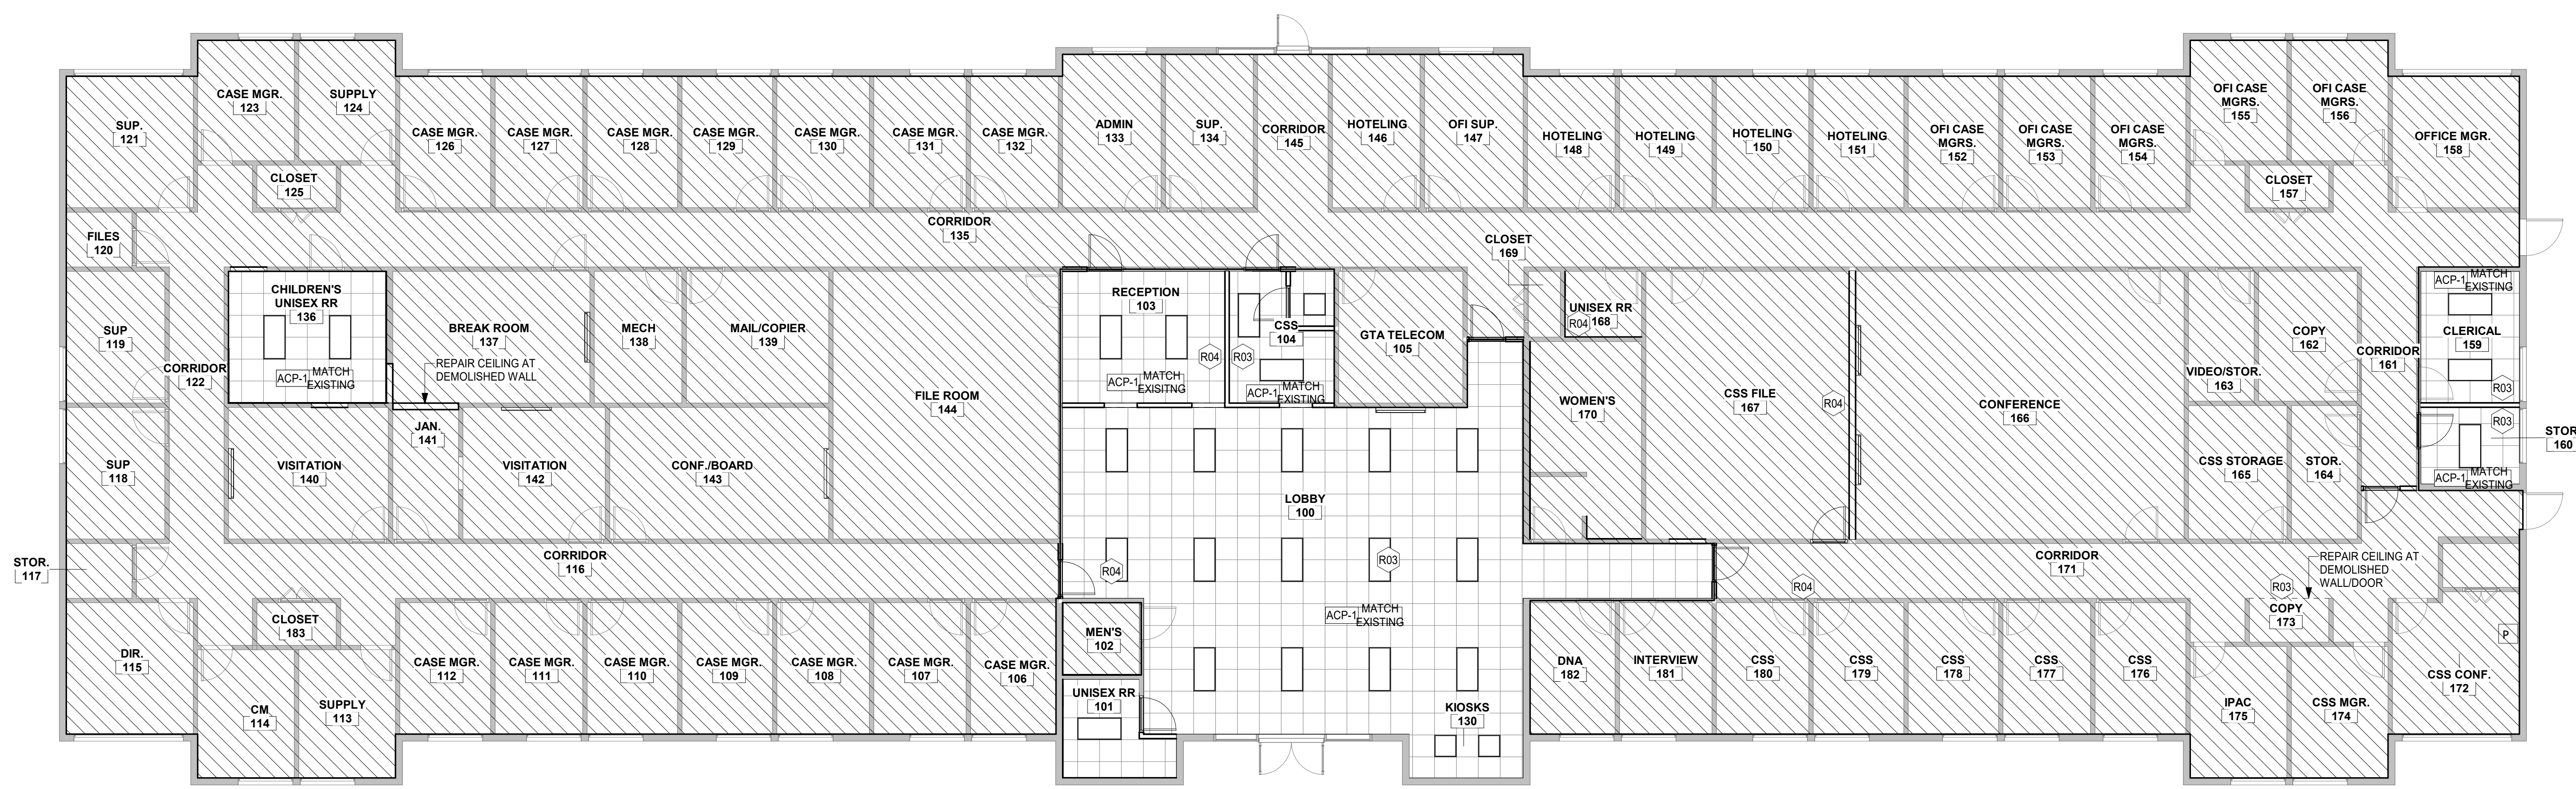 CASE MGR.
123
SUPPLY
124
SUP.
121
CLOSET
125
CASE MGR.
126
CASE MGR.
127
CASE MGR.
128
CASE MGR.
129
CASE MGR.
130
CASE MGR.
131
CASE MGR.
132
ADMIN
133
SUP.
134
CORRIDOR
145
HOTELING
146
OFI SUP.
147
HOTELING
148
HOTELING
149
HOTELING
150
HOTELING
151
OFI CASE
MGRS.
152
OFI CASE
MGRS.
153
OFI CASE
MGRS.
154
OFI CASE
MGRS.
155
OFI CASE
MGRS.
156
OFFICE MGR.
158
CLOSET
157
FILES
120
CORRIDOR
135
CLOSET
169
CHILDREN'S
UNISEX RR
136
ACP-1
MATCH
EXISTING
BREAK ROOM
137
REPAIR CEILING AT
DEMOLISHED WALL
MECH
138
MAIL/COPIER
139
FILE ROOM
144
RECEPTION
103
R04
ACP-1
MATCH
EXISITNG
CSS
104
R03
ACP-1
MATCH
EXISTING
GTA TELECOM
105
UNISEX RR
168
R04
WOMEN'S
170
CSS FILE
167
R04
CONFERENCE
166
VIDEO/STOR.
163
COPY
162
CORRIDOR
161
ACP-1
MATCH
EXISTING
CLERICAL
159
R03
R03
STOR
160
ACP-1
MATCH
EXISTING
SUP
119
CORRIDOR
122
SUP
118
VISITATION
140
JAN.
141
VISITATION
142
CONF./BOARD
143
LOBBY
100
R04
R03
ACP-1
MATCH
EXISTING
CSS STORAGE
165
STOR.
164
STOR.
117
CORRIDOR
116
CORRIDOR
171
R04
R03
REPAIR CEILING AT
DEMOLISHED
WALL/DOOR
COPY
173
DIR.
115
CLOSET
183
CM
114
SUPPLY
113
CASE MGR.
112
CASE MGR.
111
CASE MGR.
110
CASE MGR.
109
CASE MGR.
108
CASE MGR.
107
CASE MGR.
106
MEN'S
102
UNISEX RR
101
KIOSKS
130
DNA
182
INTERVIEW
181
CSS
180
CSS
179
CSS
178
CSS
177
CSS
176
IPAC
175
CSS MGR.
174
CSS CONF.
172
P